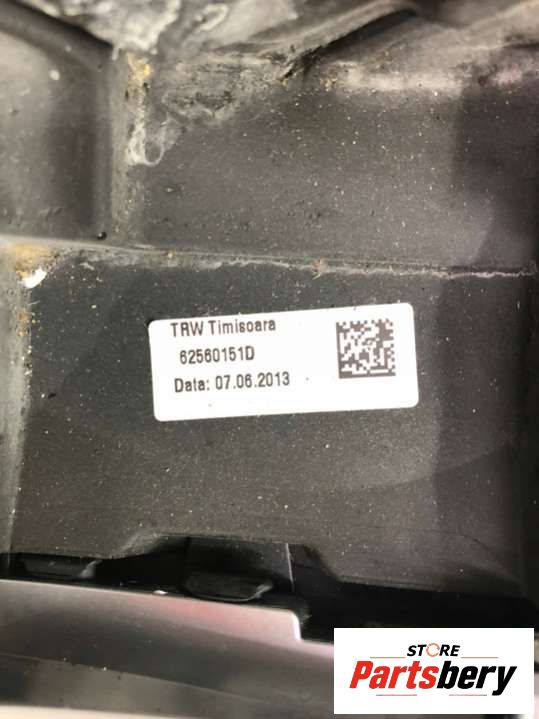 TRW Timisoara
62560151D
Data: 07.06.2013
STORE
Partsbery